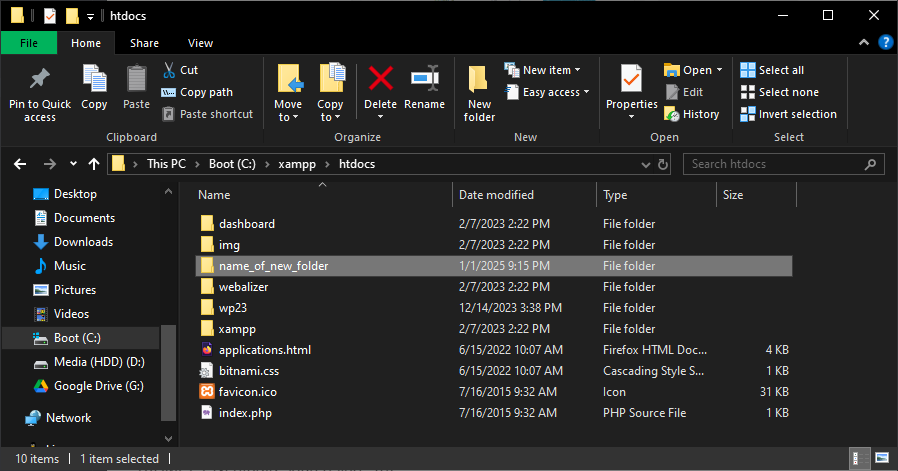 htdocs
File Home Share View
Pin to Quick access
Copy
Paste
Cut
Copy path
Paste shortcut
Clipboard
Move to
Copy to
Delete
Rename
Organize
New folder
New item
Easy access
New
Properties
Open
Edit
History
Open
Select all
Select none
Invert selection
Select
This PC Boot (C:) xampp htdocs
Search htdocs
Desktop
Documents
Downloads
Music
Pictures
Videos
Boot (C:)
Media (HDD) (D:)
Google Drive (G:)
Network
Name Date modified Type Size
dashboard 2/7/2023 2:22 PM File folder
img 2/7/2023 2:22 PM File folder
name_of_new_folder 1/1/2025 9:15 PM File folder
webalizer 2/7/2023 2:22 PM File folder
wp23 12/14/2023 3:38 PM File folder
xampp 2/7/2023 2:22 PM File folder
applications.html 6/15/2022 10:07 AM Firefox HTML Doc... 4 KB
bitnami.css 6/15/2022 10:07 AM Cascading Style S... 1 KB
favicon.ico 7/16/2015 9:32 AM Icon 31 KB
index.php 7/16/2015 9:32 AM PHP Source File 1 KB
10 items 1 item selected